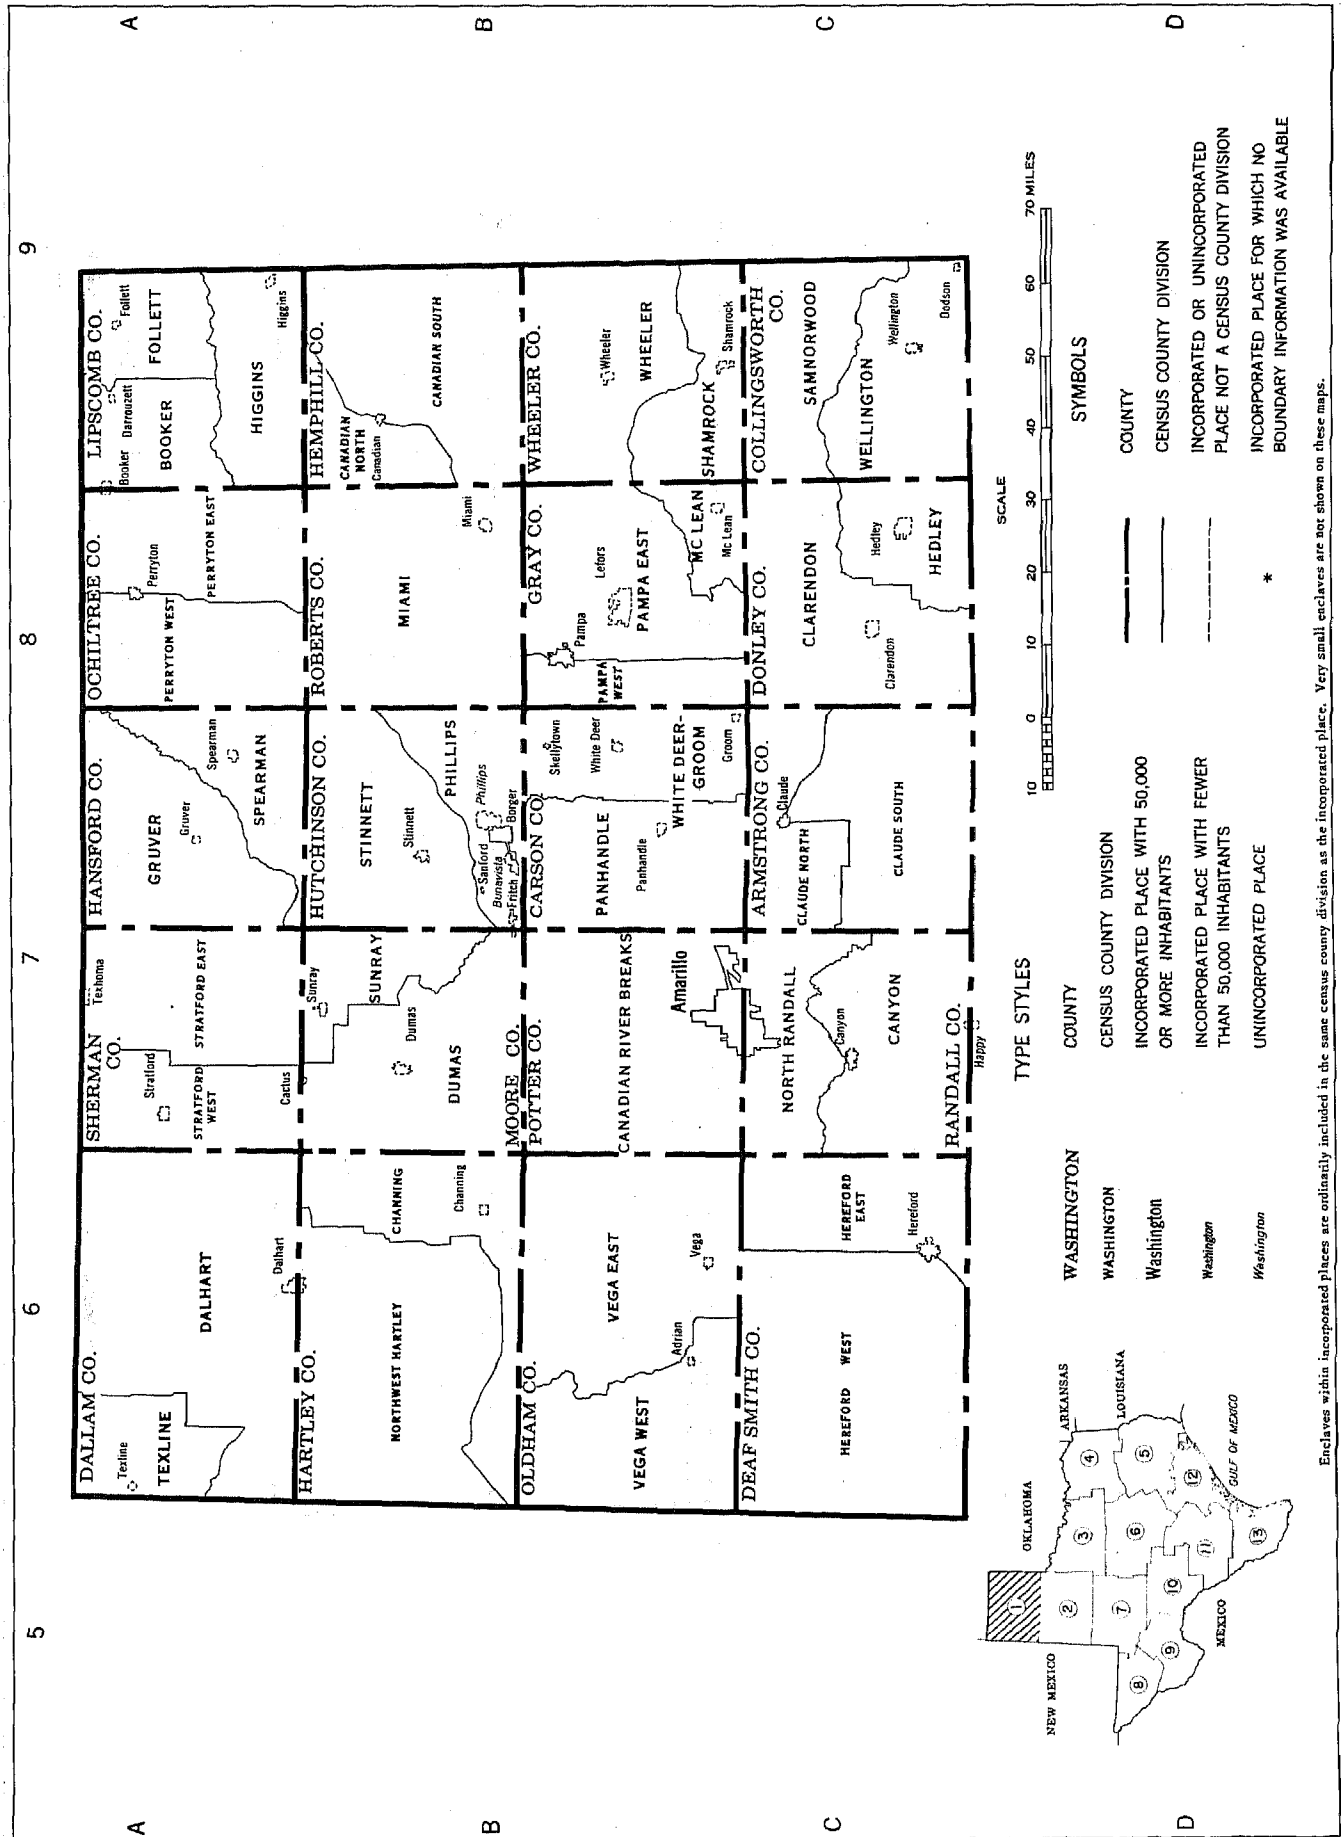 5
6
7
8
9
A
A
B
B
C
C
D
D
DALLAM CO.
Texline
TEXLINE
DALHART
Dalhart
SHERMAN
CO.
Texhoma
Stratford
STRATFORD
WEST
STRATFORD EAST
Cactus
HANSFORD CO.
GRUVER
Gruver
Spearman
SPEARMAN
OCHILTREE CO.
PERRYTON WEST
Perryton
PERRYTON EAST
LIPSCOMB CO.
Booker
Darrouzett
BOOKER
Follett
FOLLETT
HIGGINS
Higgins
HARTLEY CO.
NORTHWEST HARTLEY
CHANNING
Channing
Sunray
SUNRAY
Dumas
DUMAS
MOORE CO.
HUTCHINSON CO.
STINNETT
Stinnett
PHILLIPS
Phillips
Sanford
Bunavista
Borger
Fritch
ROBERTS CO.
MIAMI
Miami
HEMPHILL CO.
CANADIAN
NORTH
Canadian
CANADIAN SOUTH
OLDHAM CO.
VEGA WEST
VEGA EAST
Adrian
Vega
POTTER CO.
CANADIAN RIVER BREAKS
Amarillo
CARSON CO.
PANHANDLE
Panhandle
Skellytown
White Deer
WHITE DEER-
GROOM
Groom
GRAY CO.
Pampa
PAMPA
WEST
Lefors
PAMPA EAST
MC LEAN
Mc Lean
WHEELER CO.
Wheeler
WHEELER
SHAMROCK
Shamrock
DEAF SMITH CO.
HEREFORD WEST
HEREFORD
EAST
Hereford
NORTH RANDALL
Canyon
CANYON
RANDALL CO.
Happy
ARMSTRONG CO.
Claude
CLAUDE NORTH
CLAUDE SOUTH
DONLEY CO.
CLARENDON
Clarendon
Hedley
HEDLEY
COLLINGSWORTH
CO.
SAMNORWOOD
WELLINGTON
Wellington
Dodson
NEW MEXICO
OKLAHOMA
ARKANSAS
LOUISIANA
GULF OF MEXICO
MEXICO
1
2
3
4
5
6
7
8
9
10
11
12
13
TYPE STYLES
WASHINGTON COUNTY
WASHINGTON CENSUS COUNTY DIVISION
Washington INCORPORATED PLACE WITH 50,000
OR MORE INHABITANTS
Washington INCORPORATED PLACE WITH FEWER
THAN 50,000 INHABITANTS
Washington UNINCORPORATED PLACE
SCALE
10 0 10 20 30 40 50 60 70 MILES
SYMBOLS
COUNTY
CENSUS COUNTY DIVISION
INCORPORATED OR UNINCORPORATED
PLACE NOT A CENSUS COUNTY DIVISION
* INCORPORATED PLACE FOR WHICH NO
BOUNDARY INFORMATION WAS AVAILABLE
Enclaves within incorporated places are ordinarily included in the same census county division as the incorporated place. Very small enclaves are not shown on these maps.